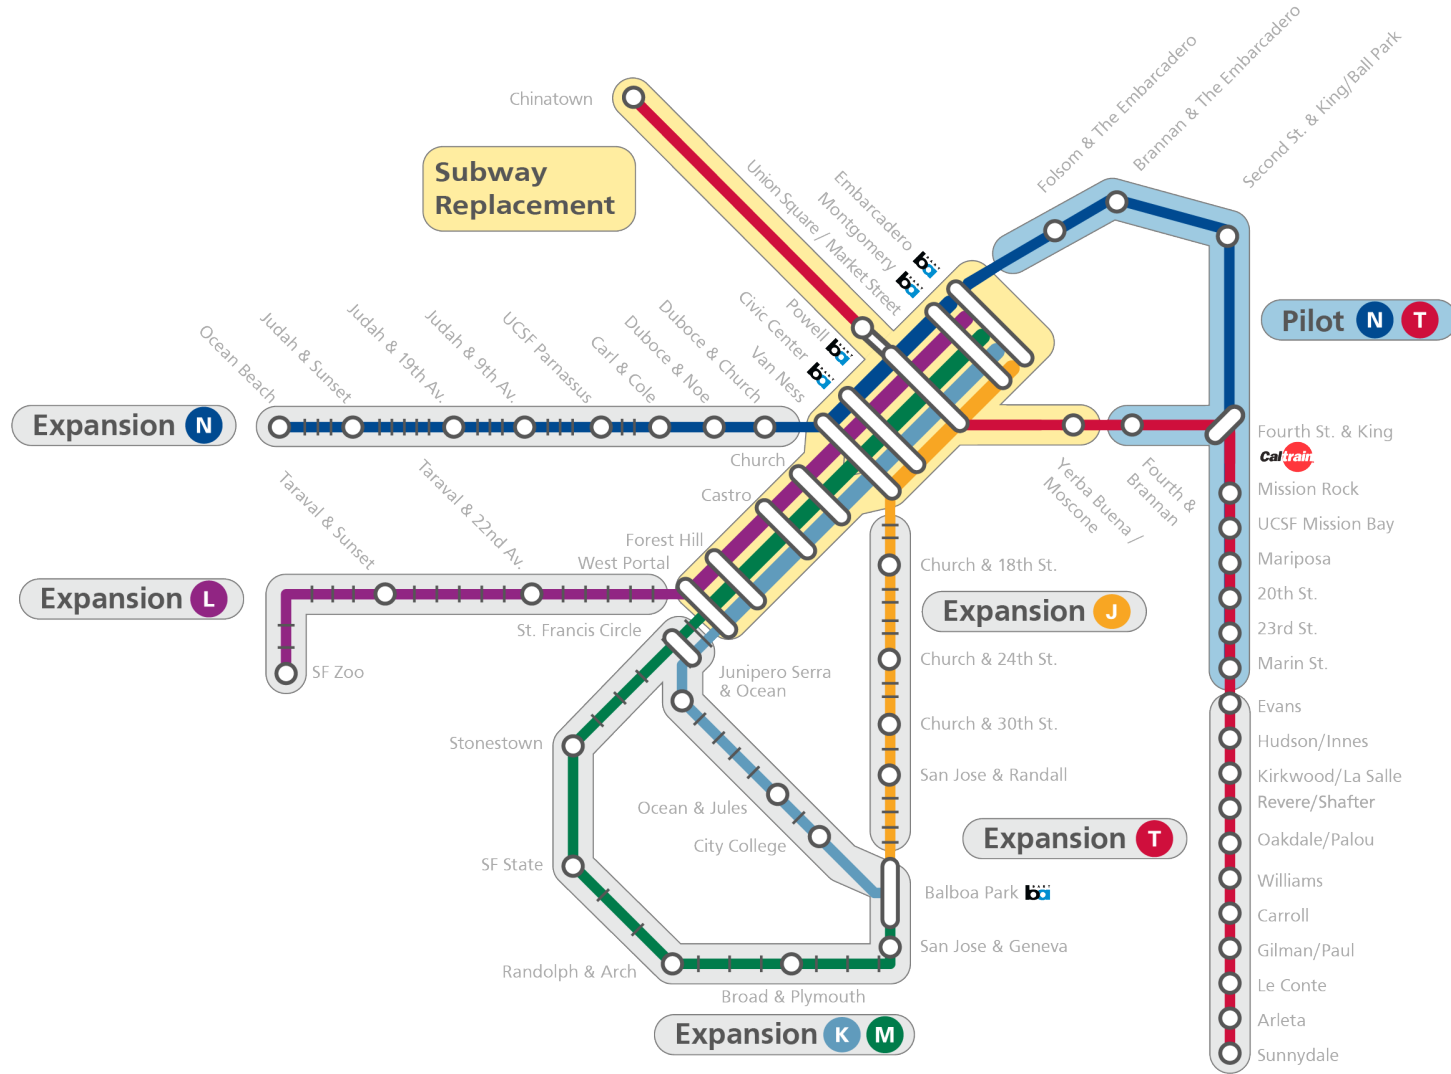 Chinatown
Subway
Replacement
Union Square / Market Street
Embarcadero
ba
Montgomery
ba
Folsom & The Embarcadero
Brannan & The Embarcadero
Second St. & King/Ball Park
Pilot N T
Ocean Beach
Judah & Sunset
Judah & 19th Av.
Judah & 9th Av.
UCSF Parnassus
Carl & Cole
Duboce & Noe
Duboce & Church
Van Ness
Civic Center
ba
Powell
ba
Expansion N
Church
Castro
Forest Hill
West Portal
Yerba Buena /
Moscone
Fourth &
Brannan
Fourth St. & King
Caltrain
Mission Rock
UCSF Mission Bay
Mariposa
20th St.
23rd St.
Marin St.
Evans
Hudson/Innes
Kirkwood/La Salle
Revere/Shafter
Oakdale/Palou
Williams
Carroll
Gilman/Paul
Le Conte
Arleta
Sunnydale
Taraval & Sunset
Taraval & 22nd Av.
Expansion L
SF Zoo
St. Francis Circle
Junipero Serra
& Ocean
Church & 18th St.
Expansion J
Church & 24th St.
Church & 30th St.
San Jose & Randall
Stonestown
Ocean & Jules
City College
Expansion T
SF State
Balboa Park ba
San Jose & Geneva
Randolph & Arch
Broad & Plymouth
Expansion K M